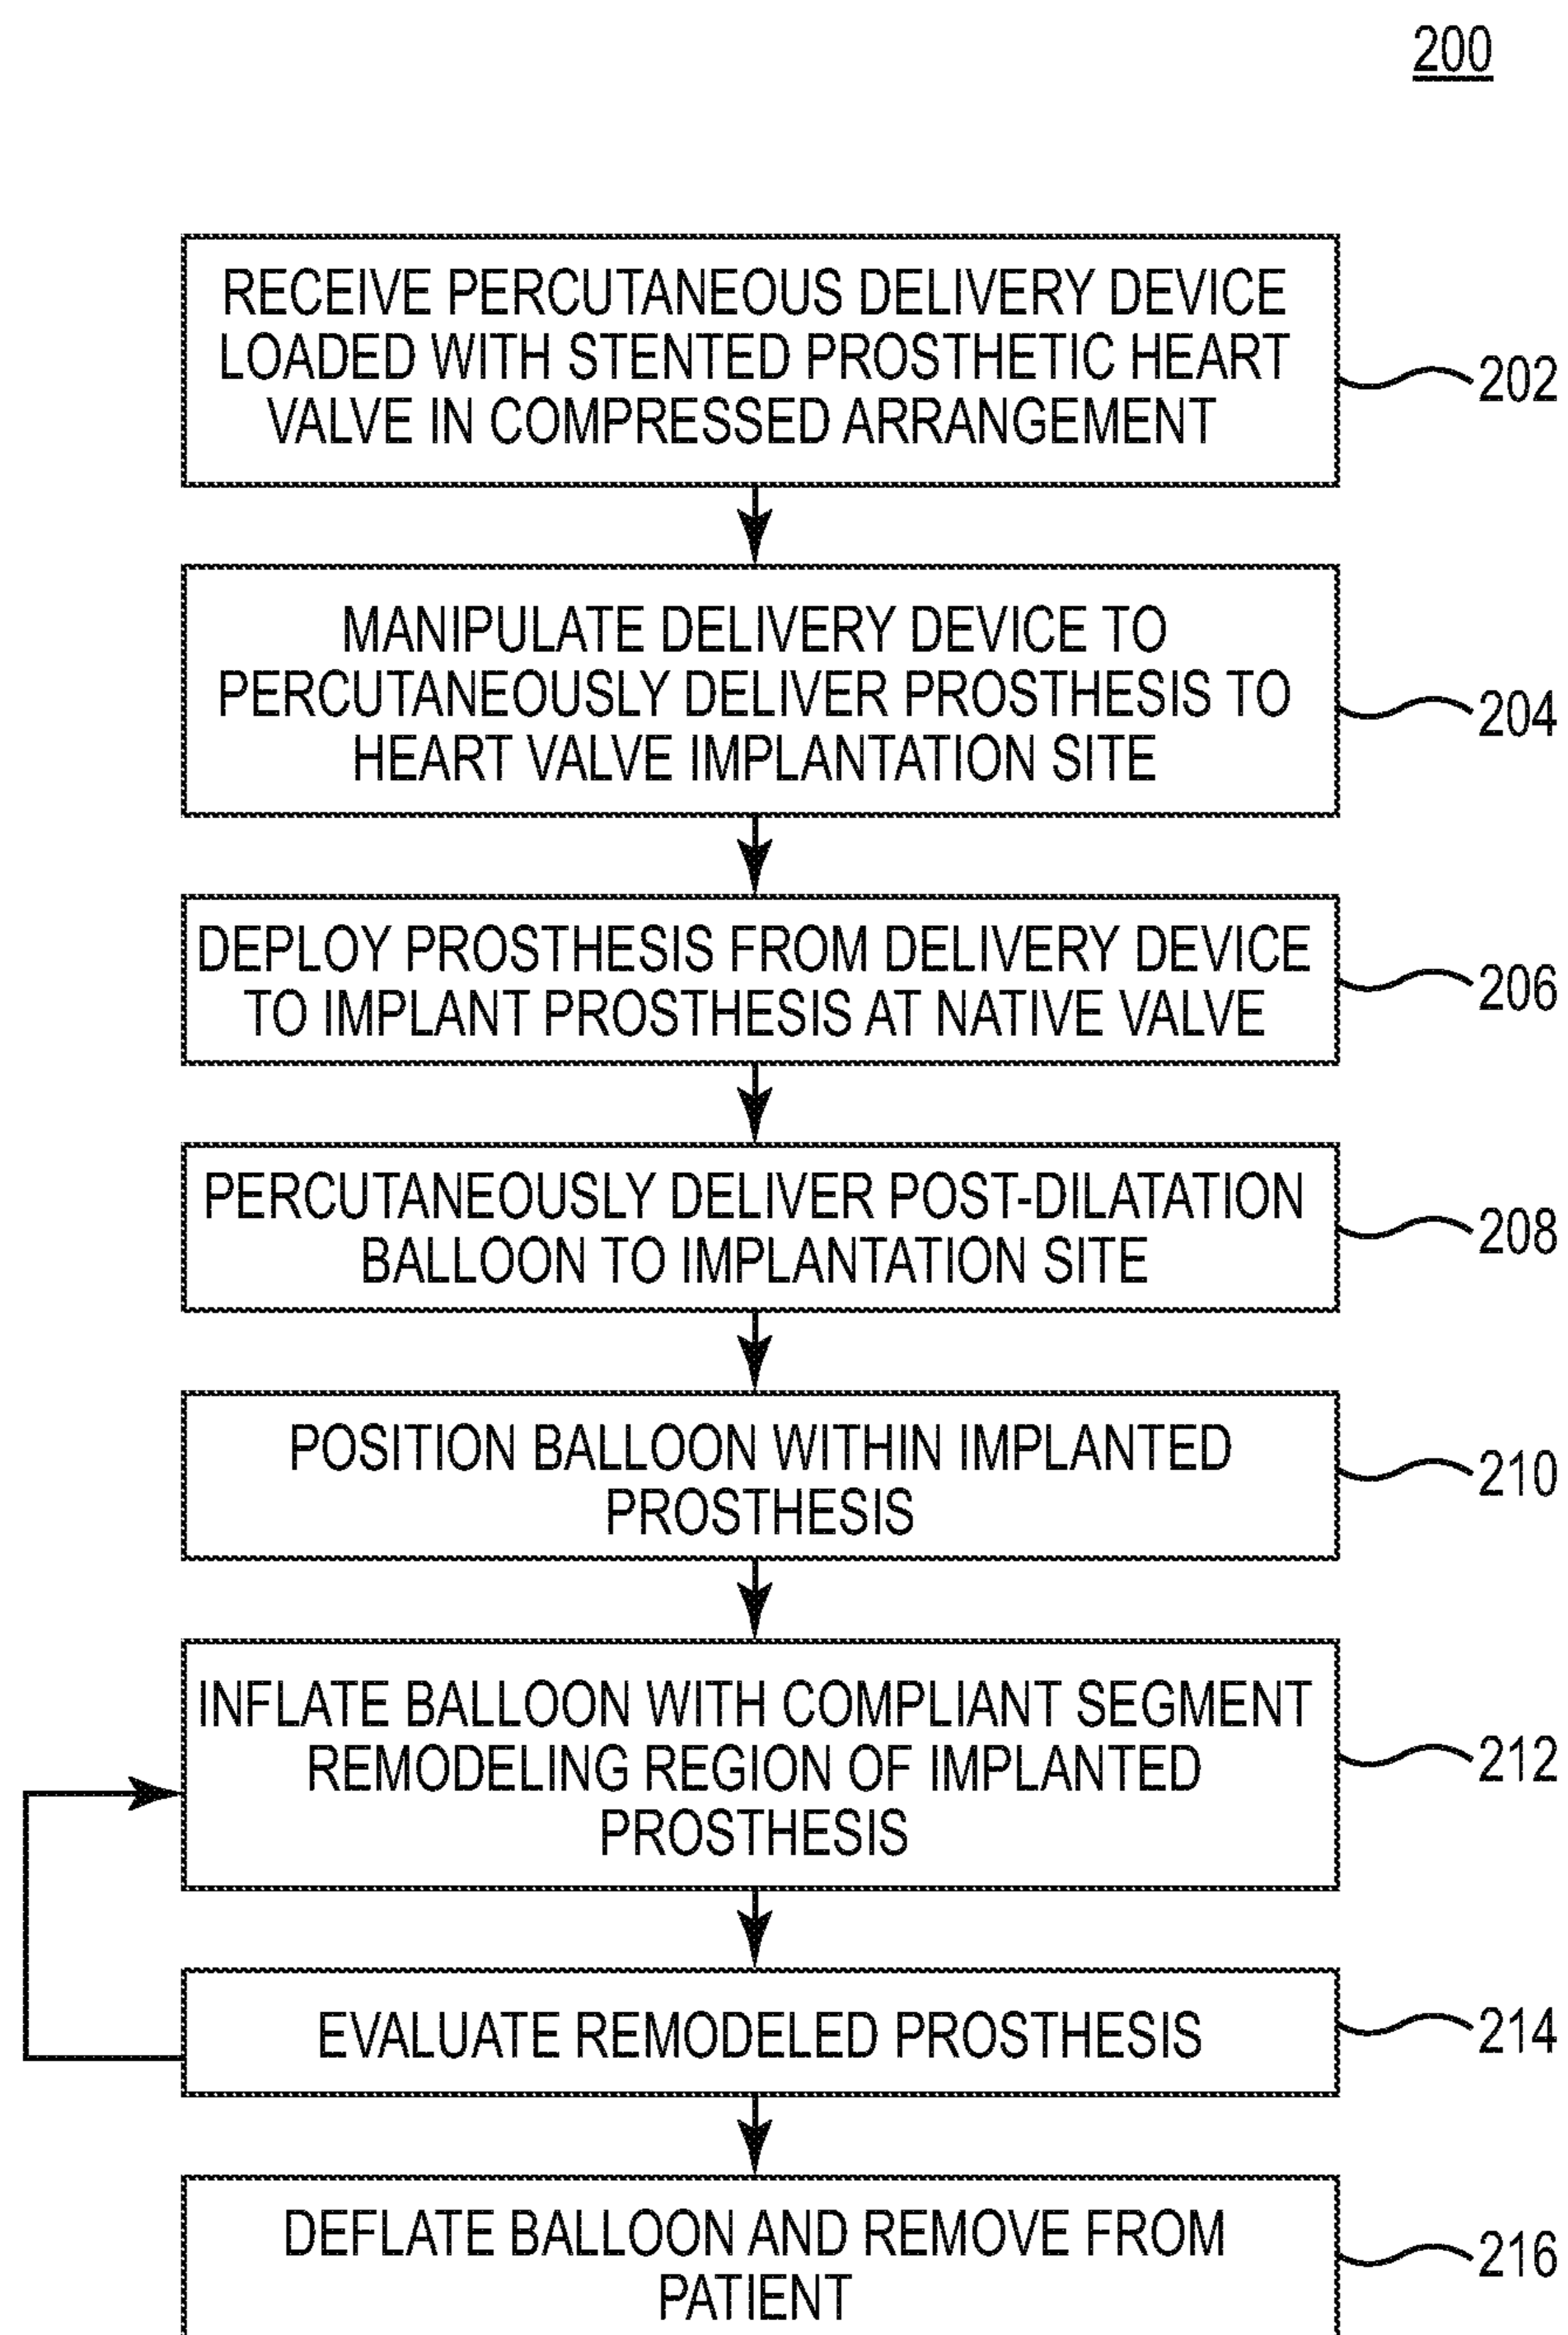 200
RECEIVE PERCUTANEOUS DELIVERY DEVICE
LOADED WITH STENTED PROSTHETIC HEART
VALVE IN COMPRESSED ARRANGEMENT
202
MANIPULATE DELIVERY DEVICE TO
PERCUTANEOUSLY DELIVER PROSTHESIS TO
HEART VALVE IMPLANTATION SITE
204
DEPLOY PROSTHESIS FROM DELIVERY DEVICE
TO IMPLANT PROSTHESIS AT NATIVE VALVE
206
PERCUTANEOUSLY DELIVER POST-DILATATION
BALLOON TO IMPLANTATION SITE
208
POSITION BALLOON WITHIN IMPLANTED
PROSTHESIS
210
INFLATE BALLOON WITH COMPLIANT SEGMENT
REMODELING REGION OF IMPLANTED
PROSTHESIS
212
EVALUATE REMODELED PROSTHESIS
214
DEFLATE BALLOON AND REMOVE FROM
PATIENT
216